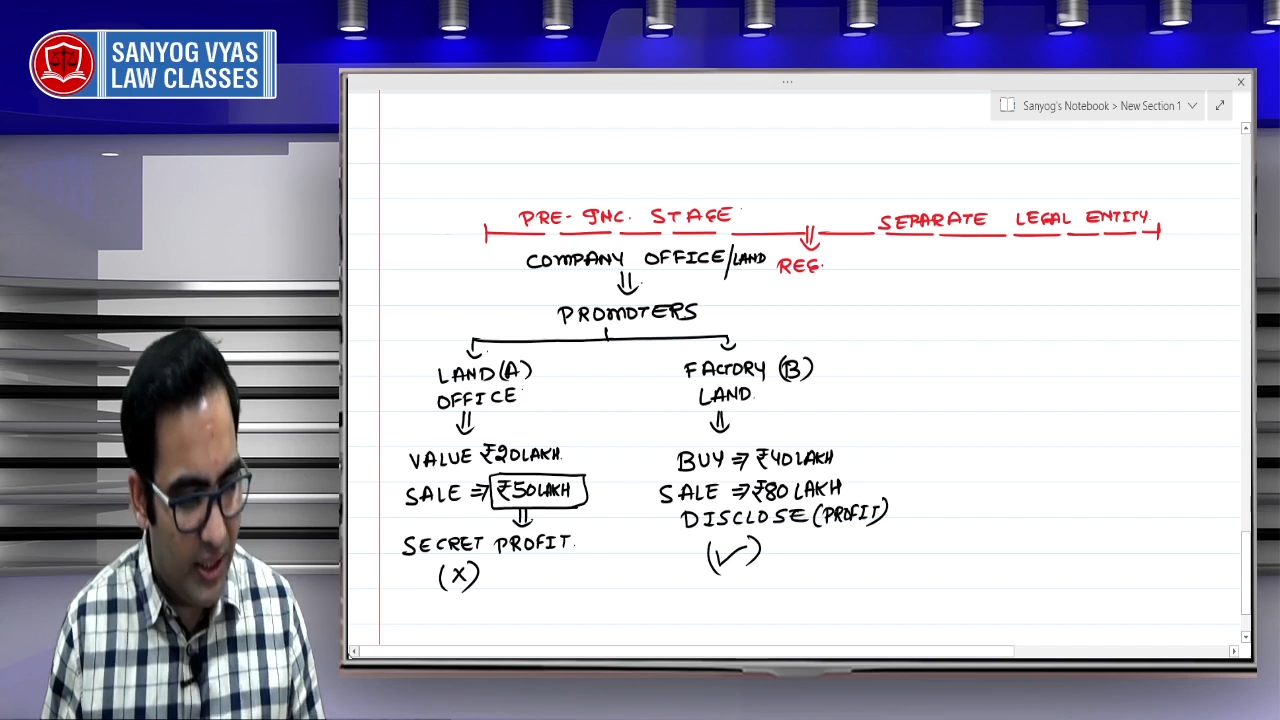 SANYOG VYAS
LAW CLASSES
Sanyog's Notebook > New Section 1
PRE-INC. STAGE
SEPARATE LEGAL ENTITY
COMPANY OFFICE/LAND
REG.
PROMOTERS
LAND (A)
OFFICE
FACTORY (B)
LAND
VALUE ₹20LAKH
SALE ⇒ ₹50LAKH
BUY ⇒ ₹40LAKH
SALE ⇒ ₹80 LAKH
DISCLOSE (PROFIT)
SECRET PROFIT.
(X)
(✓)